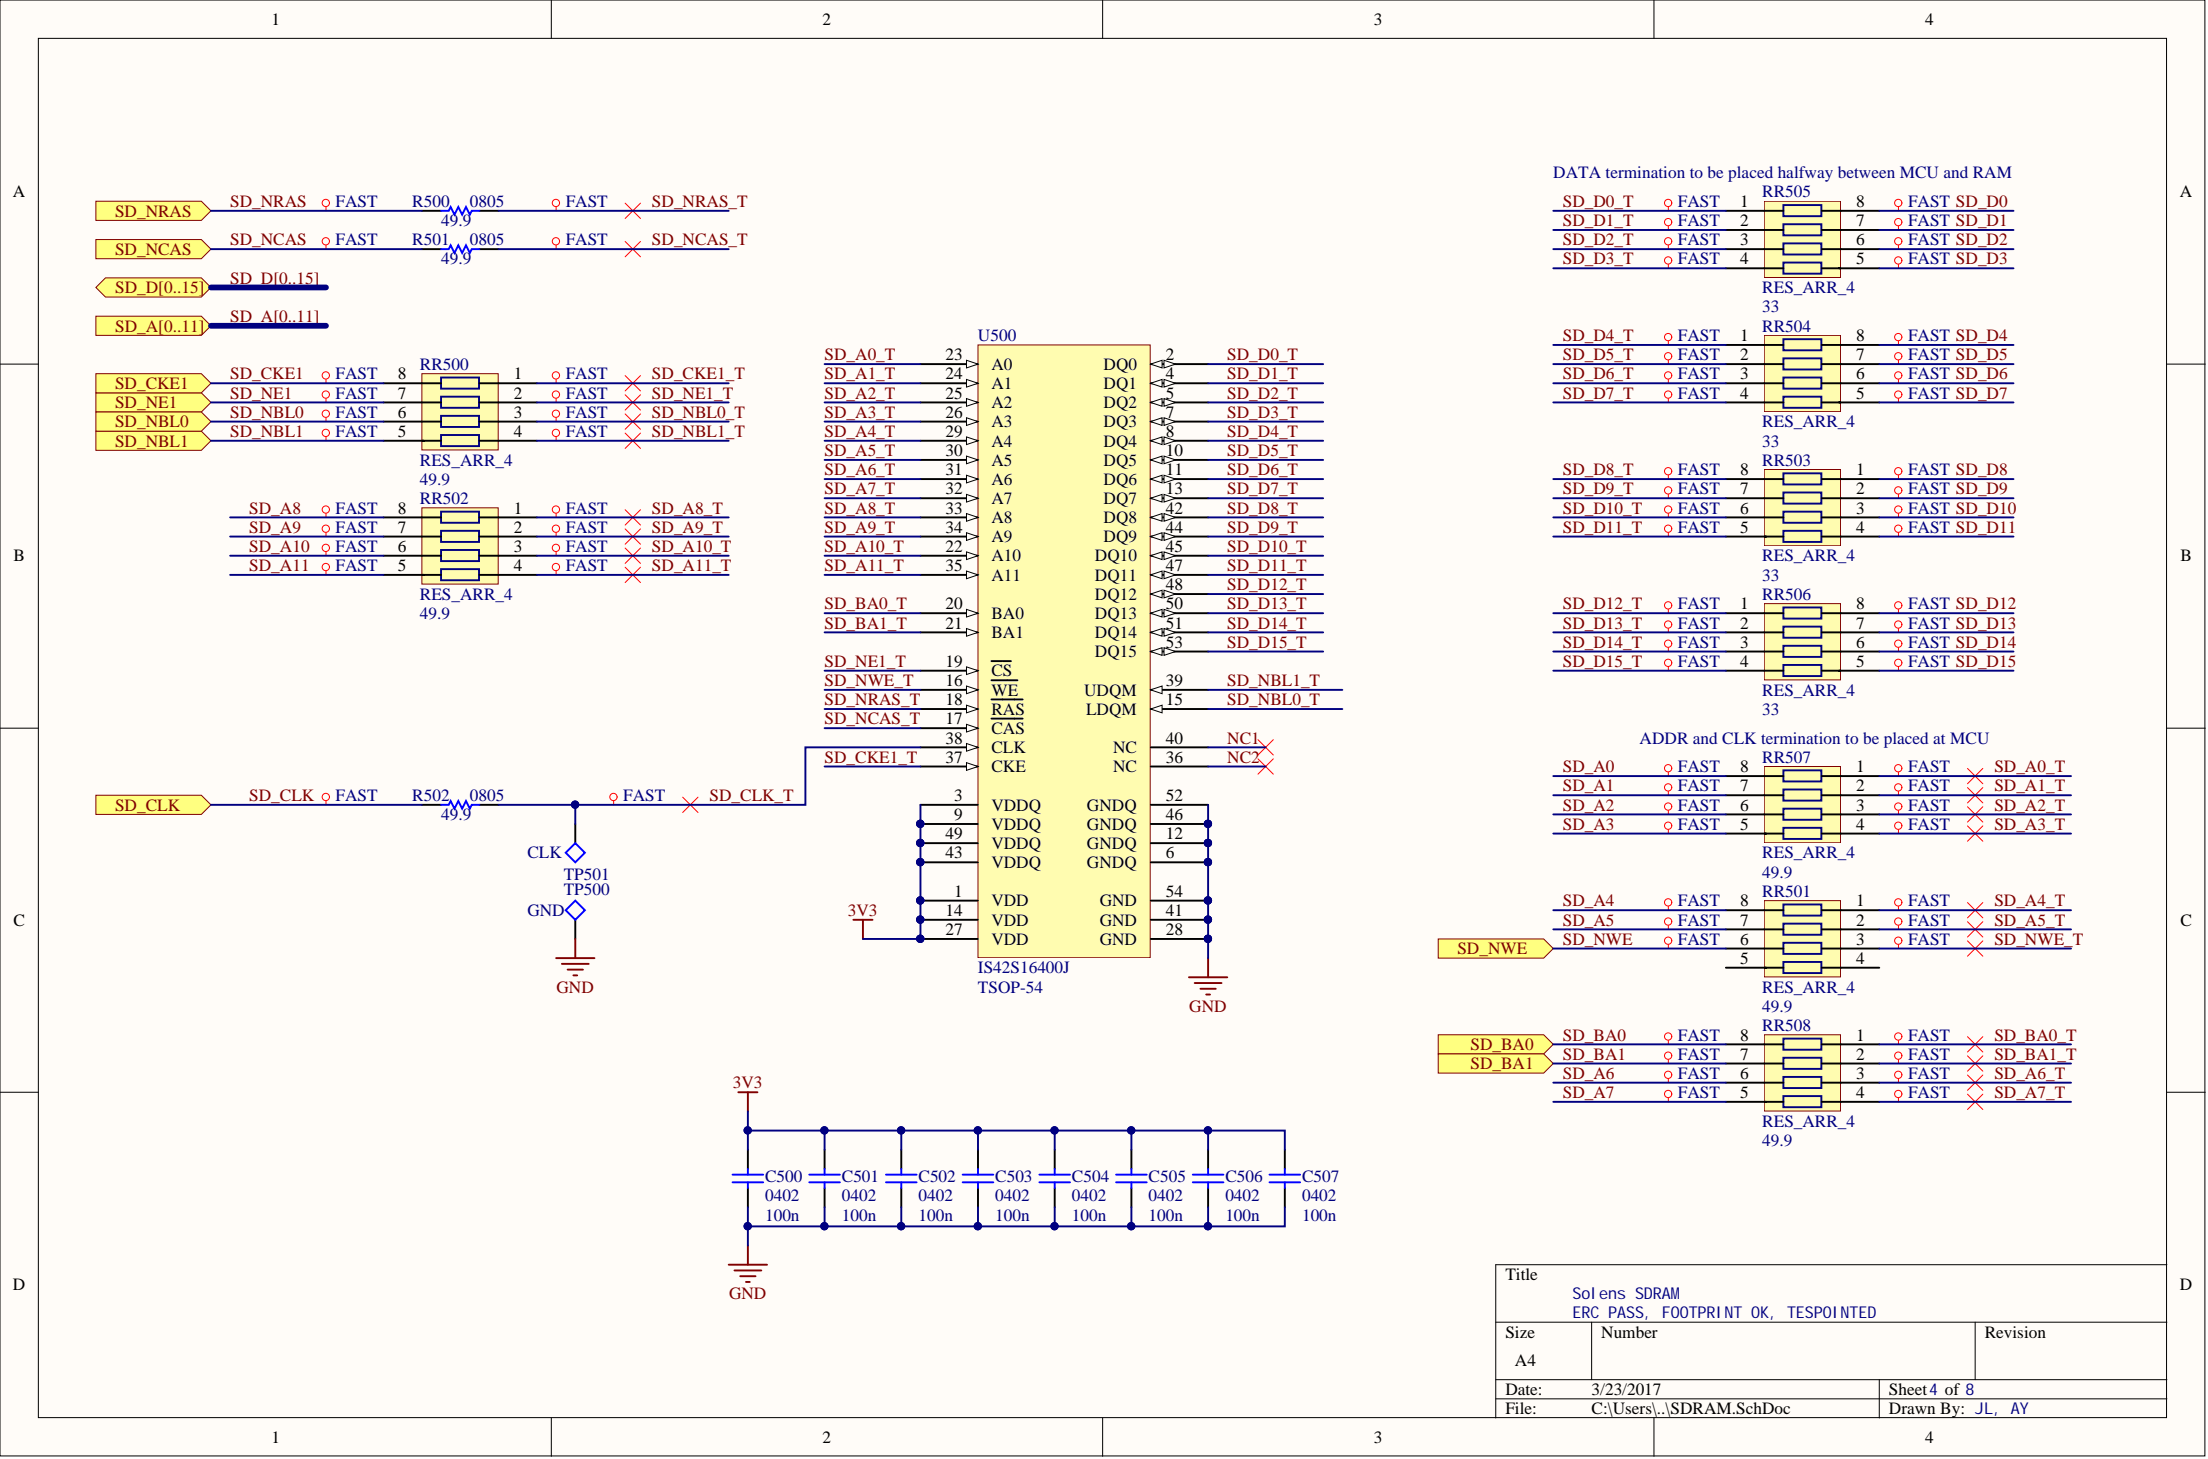 1 2 3 4
A A
B B
C C
D D
1 2 3 4
SD_NRAS SD_NRAS FAST R500 0805 49.9 FAST SD_NRAS_T
SD_NCAS SD_NCAS FAST R501 0805 49.9 FAST SD_NCAS_T
SD_D[0..15] SD_D[0..15]
SD_A[0..11] SD_A[0..11]
RR500
SD_CKE1 SD_CKE1 FAST 8 1 FAST SD_CKE1_T
SD_NE1 SD_NE1 FAST 7 2 FAST SD_NE1_T
SD_NBL0 SD_NBL0 FAST 6 3 FAST SD_NBL0_T
SD_NBL1 SD_NBL1 FAST 5 4 FAST SD_NBL1_T
RES_ARR_4
49.9
RR502
SD_A8 FAST 8 1 FAST SD_A8_T
SD_A9 FAST 7 2 FAST SD_A9_T
SD_A10 FAST 6 3 FAST SD_A10_T
SD_A11 FAST 5 4 FAST SD_A11_T
RES_ARR_4
49.9
SD_CLK SD_CLK FAST R502 0805 49.9 FAST SD_CLK_T
CLK
TP501
TP500
GND
GND
U500
SD_A0_T 23 A0 DQ0 2 SD_D0_T
SD_A1_T 24 A1 DQ1 4 SD_D1_T
SD_A2_T 25 A2 DQ2 5 SD_D2_T
SD_A3_T 26 A3 DQ3 7 SD_D3_T
SD_A4_T 29 A4 DQ4 8 SD_D4_T
SD_A5_T 30 A5 DQ5 10 SD_D5_T
SD_A6_T 31 A6 DQ6 11 SD_D6_T
SD_A7_T 32 A7 DQ7 13 SD_D7_T
SD_A8_T 33 A8 DQ8 42 SD_D8_T
SD_A9_T 34 A9 DQ9 44 SD_D9_T
SD_A10_T 22 A10 DQ10 45 SD_D10_T
SD_A11_T 35 A11 DQ11 47 SD_D11_T
DQ12 48 SD_D12_T
SD_BA0_T 20 BA0 DQ13 50 SD_D13_T
SD_BA1_T 21 BA1 DQ14 51 SD_D14_T
DQ15 53 SD_D15_T
SD_NE1_T 19 CS
SD_NWE_T 16 WE UDQM 39 SD_NBL1_T
SD_NRAS_T 18 RAS LDQM 15 SD_NBL0_T
SD_NCAS_T 17 CAS
38 CLK NC 40 NC1
SD_CKE1_T 37 CKE NC 36 NC2
3 VDDQ GNDQ 52
9 VDDQ GNDQ 46
49 VDDQ GNDQ 12
43 VDDQ GNDQ 6
1 VDD GND 54
3V3 14 VDD GND 41
27 VDD GND 28
IS42S16400J
TSOP-54
GND
3V3
C500 C501 C502 C503 C504 C505 C506 C507
0402 0402 0402 0402 0402 0402 0402 0402
100n 100n 100n 100n 100n 100n 100n 100n
GND
DATA termination to be placed halfway between MCU and RAM
RR505
SD_D0_T FAST 1 8 FAST SD_D0
SD_D1_T FAST 2 7 FAST SD_D1
SD_D2_T FAST 3 6 FAST SD_D2
SD_D3_T FAST 4 5 FAST SD_D3
RES_ARR_4
33
RR504
SD_D4_T FAST 1 8 FAST SD_D4
SD_D5_T FAST 2 7 FAST SD_D5
SD_D6_T FAST 3 6 FAST SD_D6
SD_D7_T FAST 4 5 FAST SD_D7
RES_ARR_4
33
RR503
SD_D8_T FAST 8 1 FAST SD_D8
SD_D9_T FAST 7 2 FAST SD_D9
SD_D10_T FAST 6 3 FAST SD_D10
SD_D11_T FAST 5 4 FAST SD_D11
RES_ARR_4
33
RR506
SD_D12_T FAST 1 8 FAST SD_D12
SD_D13_T FAST 2 7 FAST SD_D13
SD_D14_T FAST 3 6 FAST SD_D14
SD_D15_T FAST 4 5 FAST SD_D15
RES_ARR_4
33
ADDR and CLK termination to be placed at MCU
RR507
SD_A0 FAST 8 1 FAST SD_A0_T
SD_A1 FAST 7 2 FAST SD_A1_T
SD_A2 FAST 6 3 FAST SD_A2_T
SD_A3 FAST 5 4 FAST SD_A3_T
RES_ARR_4
49.9
RR501
SD_A4 FAST 8 1 FAST SD_A4_T
SD_A5 FAST 7 2 FAST SD_A5_T
SD_NWE SD_NWE FAST 6 3 FAST SD_NWE_T
5 4
RES_ARR_4
49.9
RR508
SD_BA0 SD_BA0 FAST 8 1 FAST SD_BA0_T
SD_BA1 SD_BA1 FAST 7 2 FAST SD_BA1_T
SD_A6 FAST 6 3 FAST SD_A6_T
SD_A7 FAST 5 4 FAST SD_A7_T
RES_ARR_4
49.9
Title
Solens SDRAM
ERC PASS, FOOTPRINT OK, TESPOINTED
Size Number Revision
A4
Date: 3/23/2017 Sheet 4 of 8
File: C:\Users\..\SDRAM.SchDoc Drawn By: JL, AY